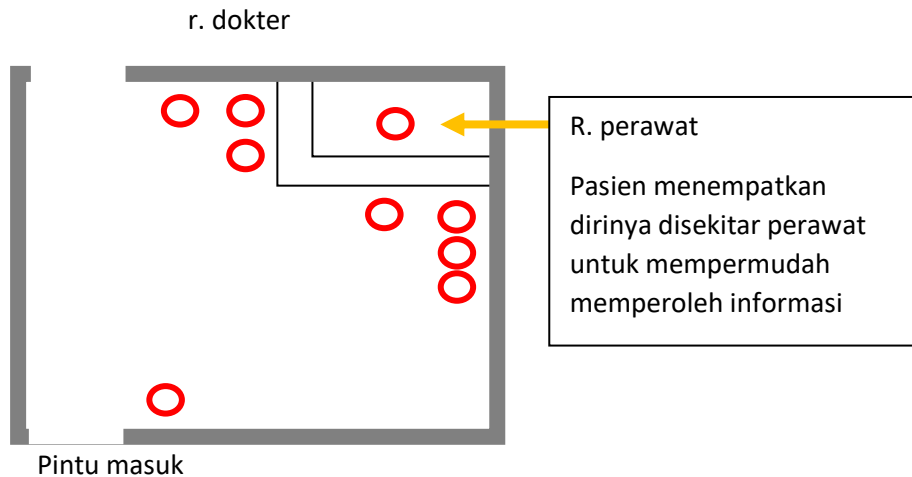 r. dokter
R. perawat
Pasien menempatkan
dirinya disekitar perawat
untuk mempermudah
memperoleh informasi
Pintu masuk